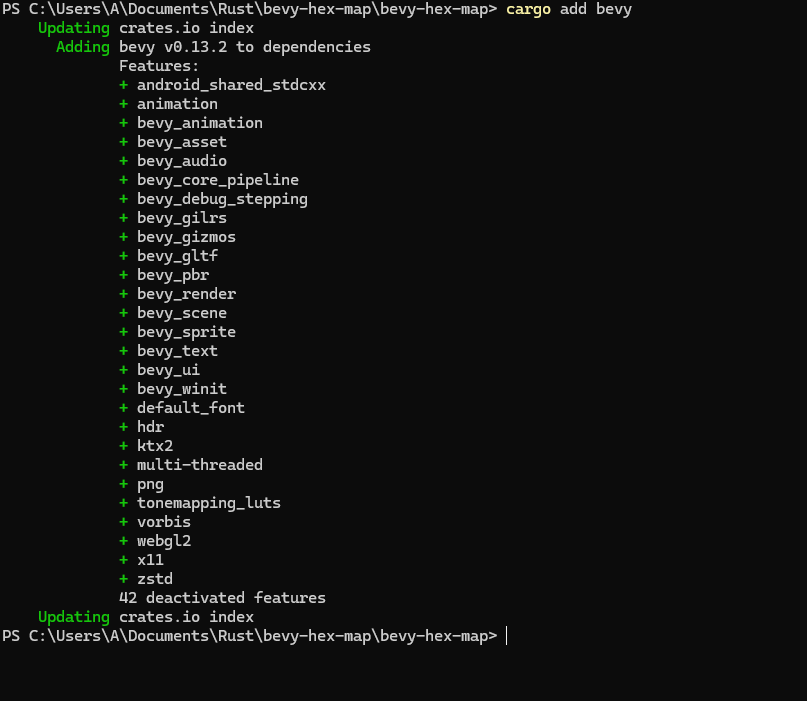 PS C:\Users\A\Documents\Rust\bevy-hex-map\bevy-hex-map> cargo add bevy
Updating crates.io index
Adding bevy v0.13.2 to dependencies
Features:
+ android_shared_stdcxx
+ animation
+ bevy_animation
+ bevy_asset
+ bevy_audio
+ bevy_core_pipeline
+ bevy_debug_stepping
+ bevy_gilrs
+ bevy_gizmos
+ bevy_gltf
+ bevy_pbr
+ bevy_render
+ bevy_scene
+ bevy_sprite
+ bevy_text
+ bevy_ui
+ bevy_winit
+ default_font
+ hdr
+ ktx2
+ multi-threaded
+ png
+ tonemapping_luts
+ vorbis
+ webgl2
+ x11
+ zstd
42 deactivated features
Updating crates.io index
PS C:\Users\A\Documents\Rust\bevy-hex-map\bevy-hex-map>